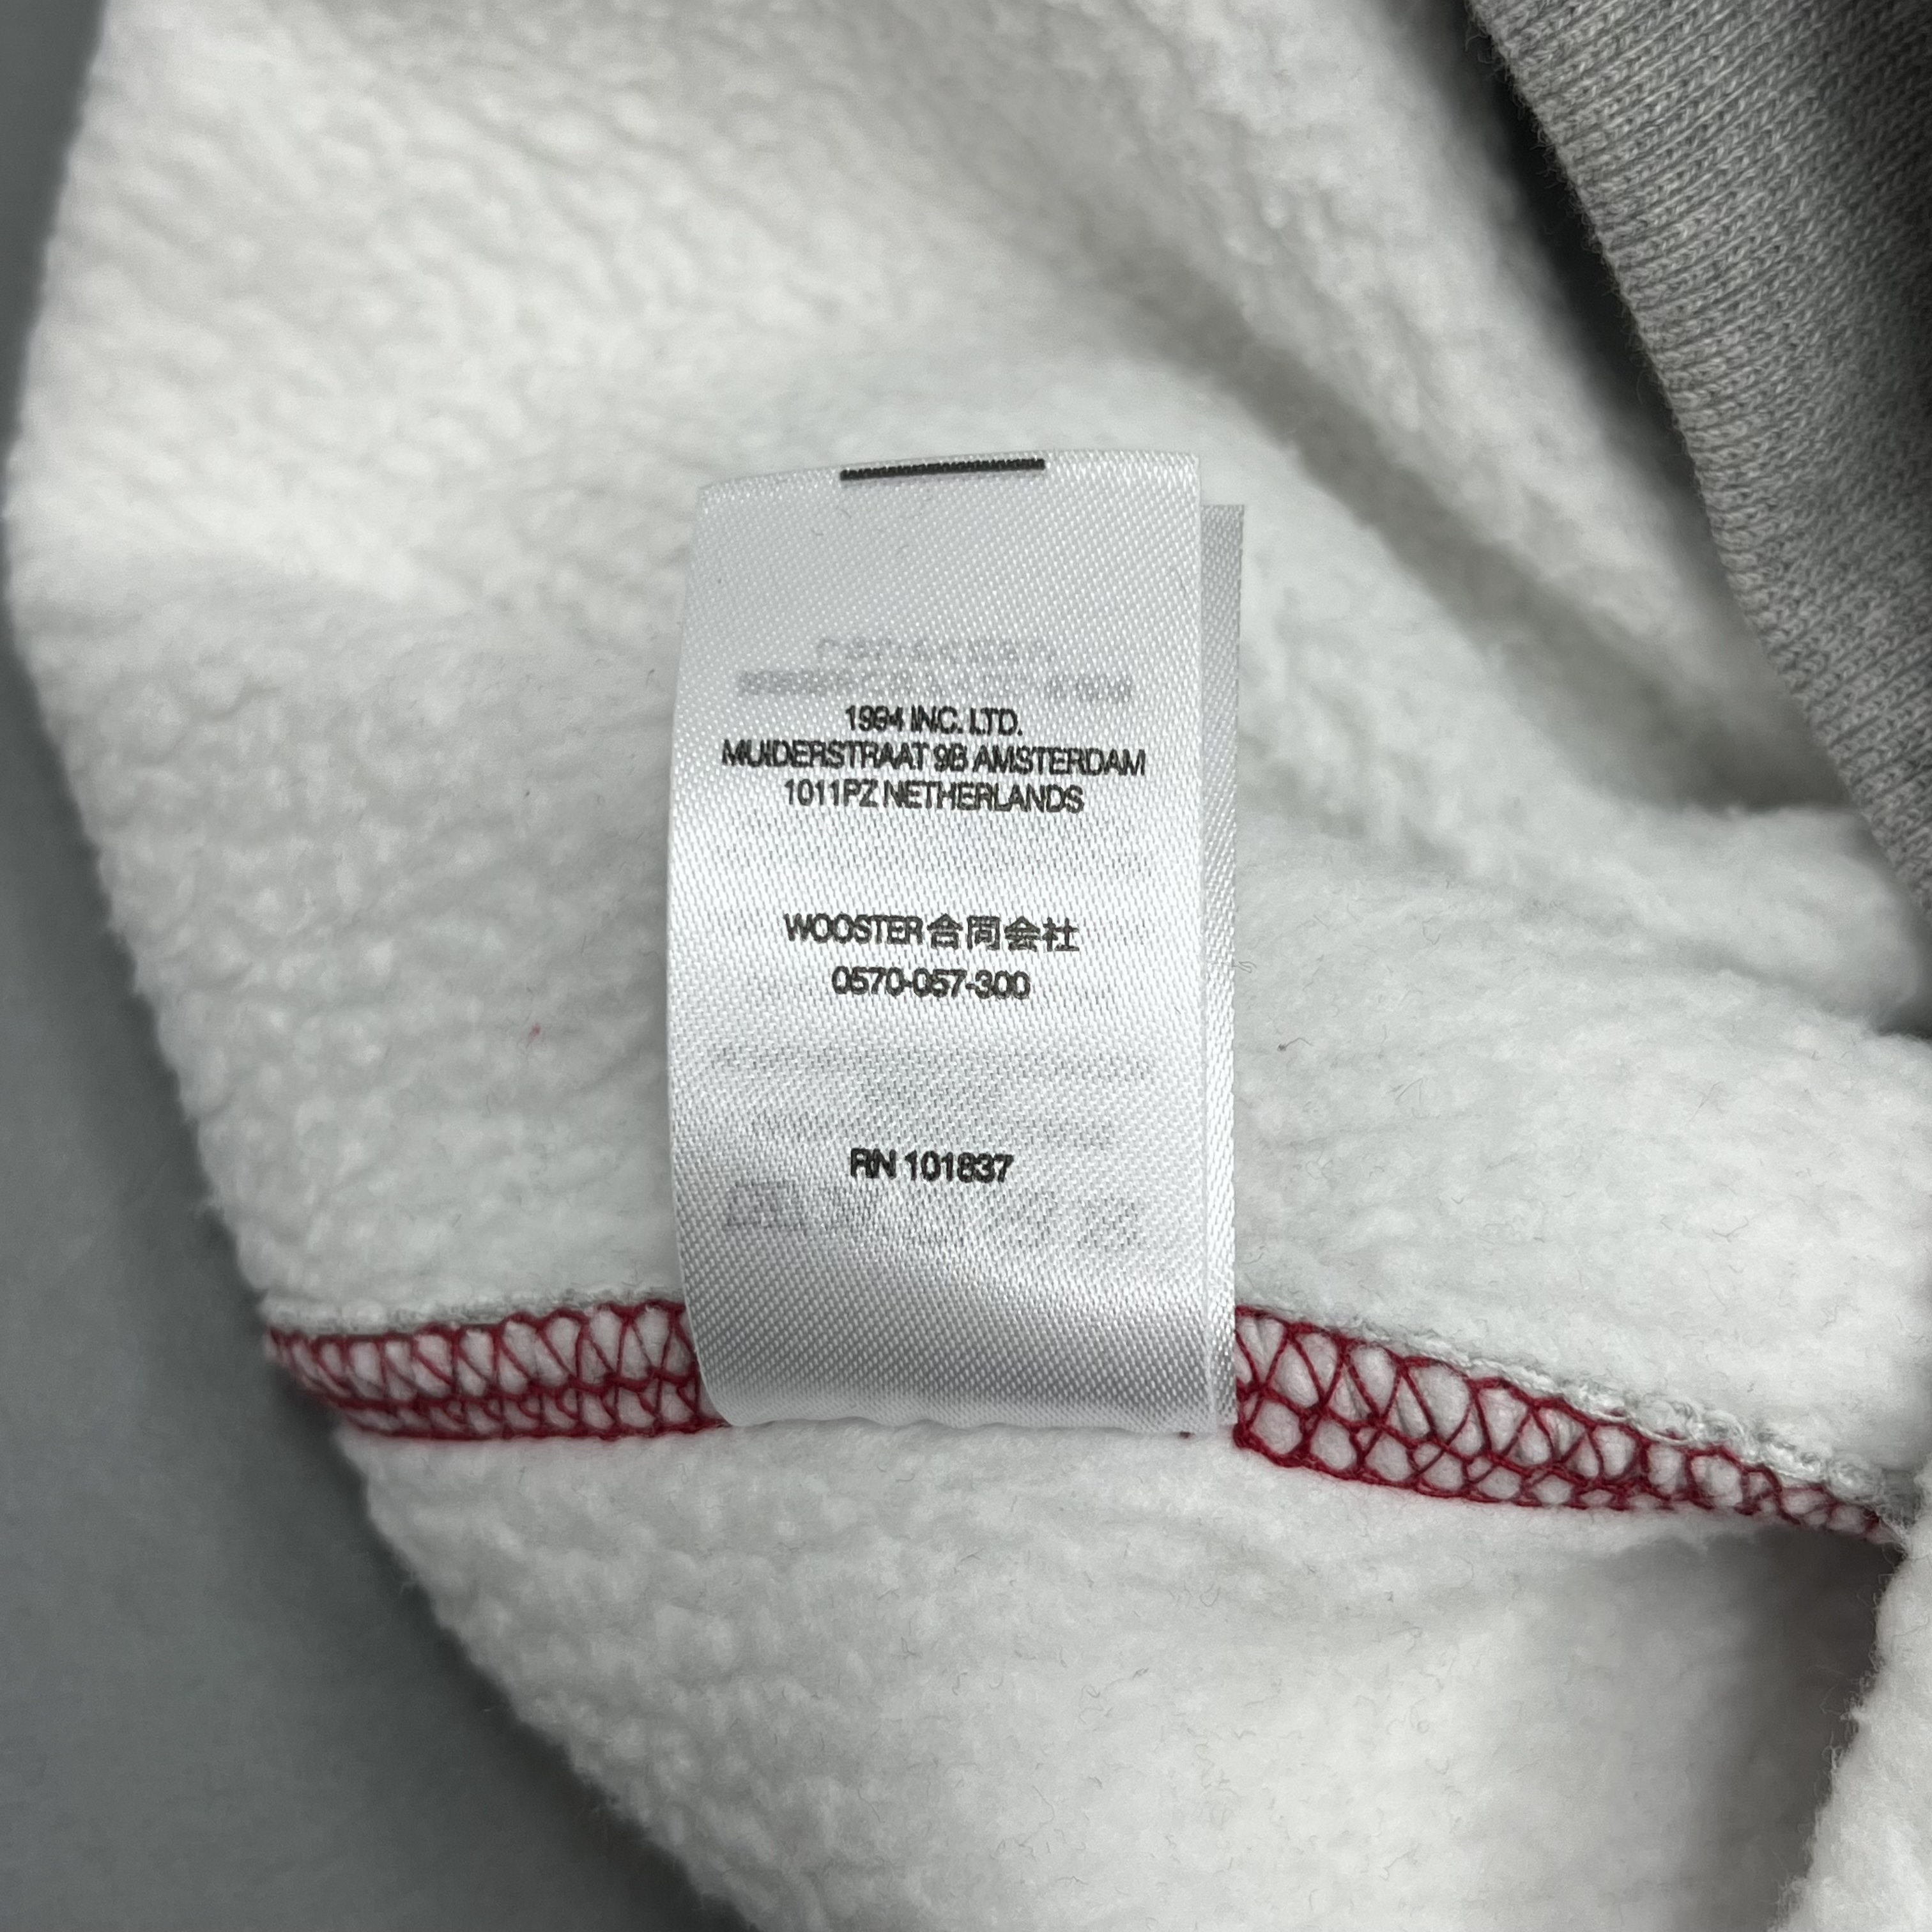 1994 INC. LTD.
MUIDERSTRAAT 9B AMSTERDAM
1011PZ NETHERLANDS
WOOSTER合同会社
0570-057-300
RN 101837